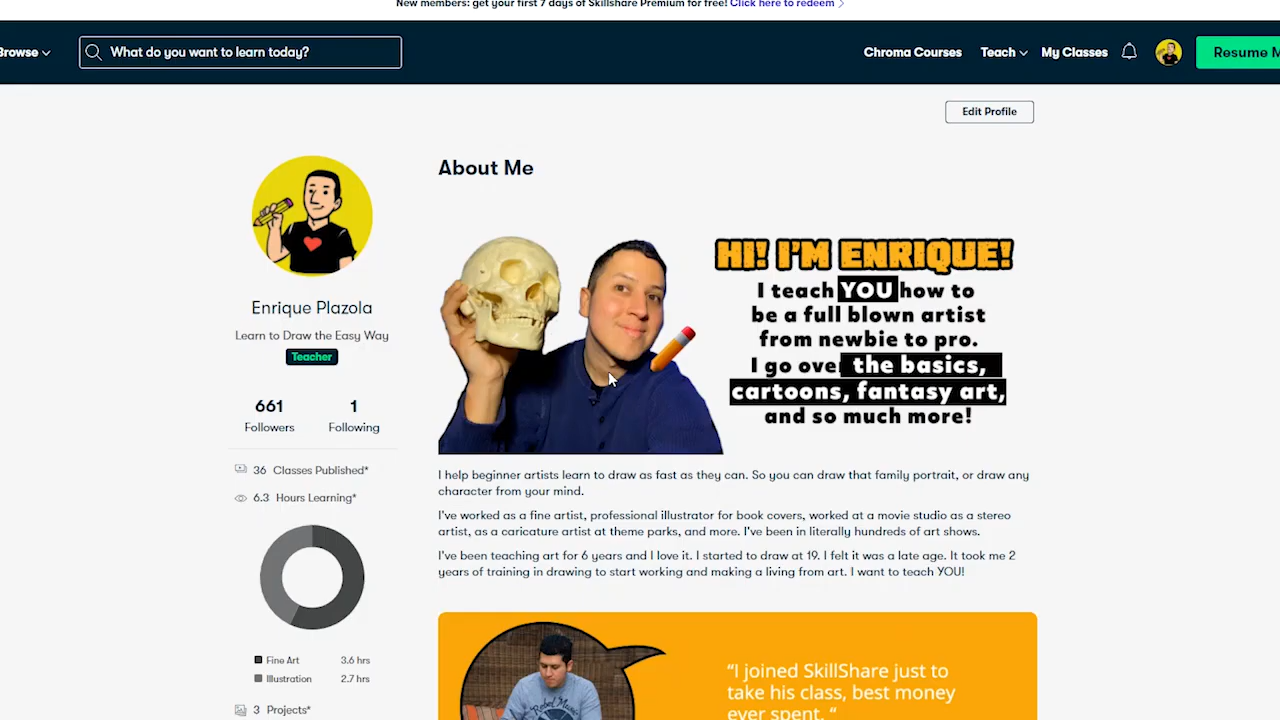 New members: get your first 7 days of Skillshare Premium for free! Click here to redeem
Browse
What do you want to learn today?
Chroma Courses
Teach
My Classes
Resume M
Edit Profile
About Me
HI! I'M ENRIQUE!
I teach YOU how to
be a full blown artist
from newbie to pro.
I go over the basics,
cartoons, fantasy art,
and so much more!
Enrique Plazola
Learn to Draw the Easy Way
Teacher
661 1
Followers Following
36 Classes Published*
6.3 Hours Learning*
Fine Art 3.6 hrs
Illustration 2.7 hrs
3 Projects*
I help beginner artists learn to draw as fast as they can. So you can draw that family portrait, or draw any
character from your mind.
I've worked as a fine artist, professional illustrator for book covers, worked at a movie studio as a stereo
artist, as a caricature artist at theme parks, and more. I've been in literally hundreds of art shows.
I've been teaching art for 6 years and I love it. I started to draw at 19. I felt it was a late age. It took me 2
years of training in drawing to start working and making a living from art. I want to teach YOU!
"I joined SkillShare just to
take his class, best money
ever spent. "